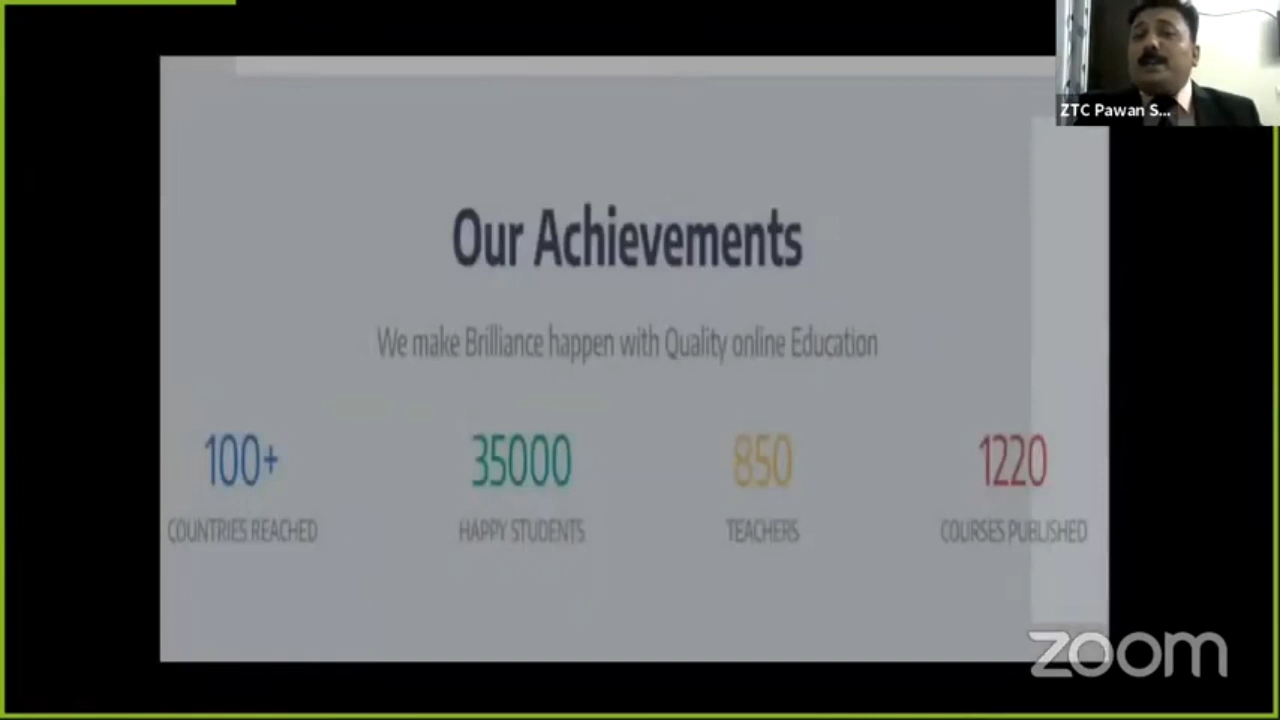 ZTC Pawan S...
Our Achievements
We make Brilliance happen with Quality online Education
100+
35000
850
1220
COUNTRIES REACHED
HAPPY STUDENTS
TEACHERS
COURSES PUBLISHED
zoom